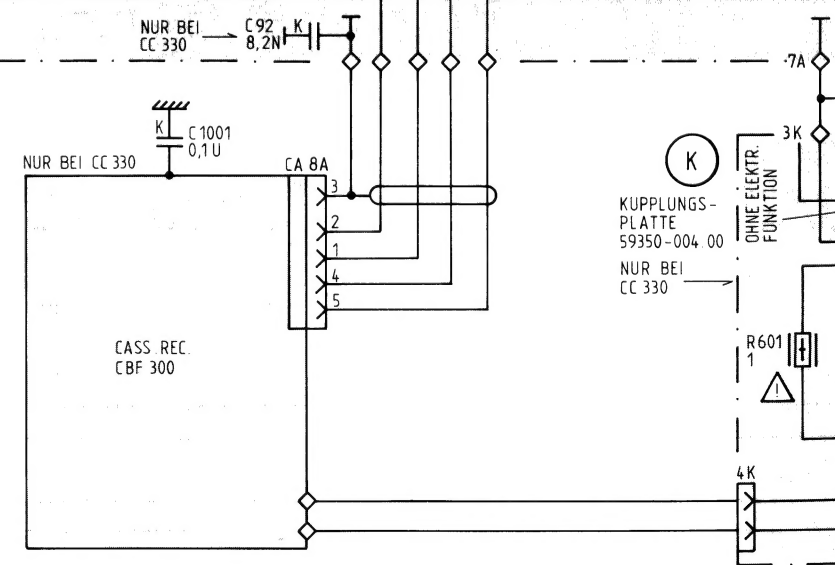 NUR BEI
CC 330
C92
8,2N
K
7A
K
C1001
0,1U
NUR BEI CC 330
CA 8A
3
2
1
4
5
CASS. REC.
CBF 300
3K
K
KUPPLUNGS-
PLATTE
59350-004.00
NUR BEI
CC 330
OHNE ELEKTR.
FUNKTION
R601
1
!
4K